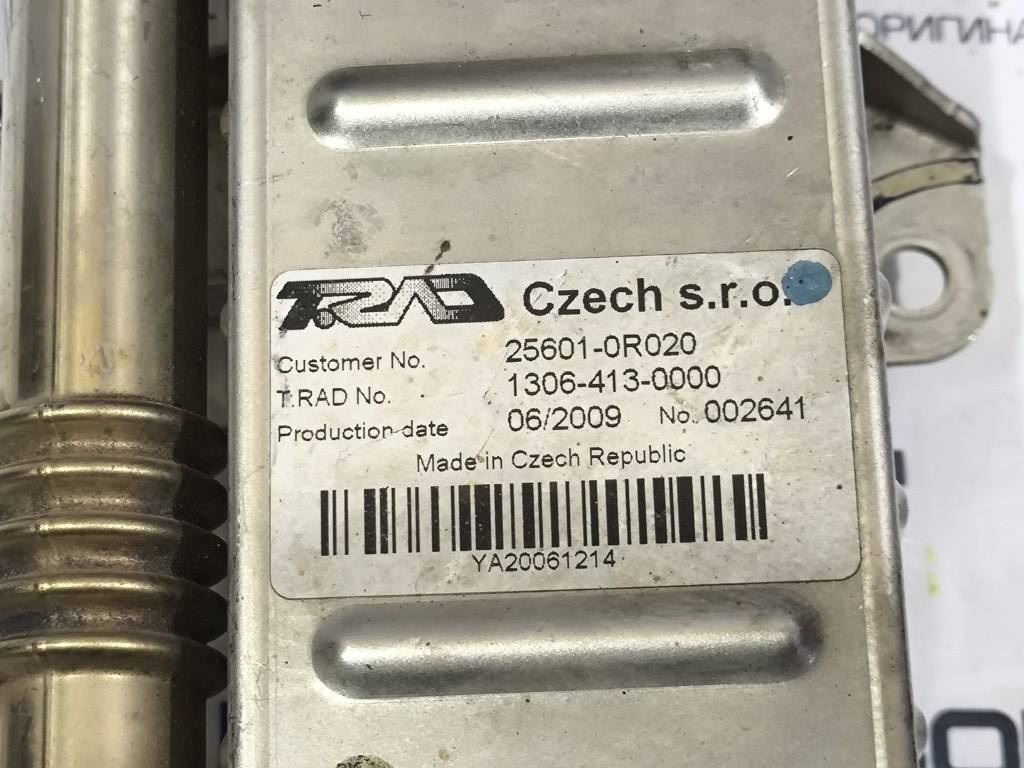 ОРИГИНА
T.RAD Czech s.r.o.
Customer No. 25601-0R020
T.RAD No. 1306-413-0000
Production date 06/2009 No. 002641
Made in Czech Republic
YA20061214